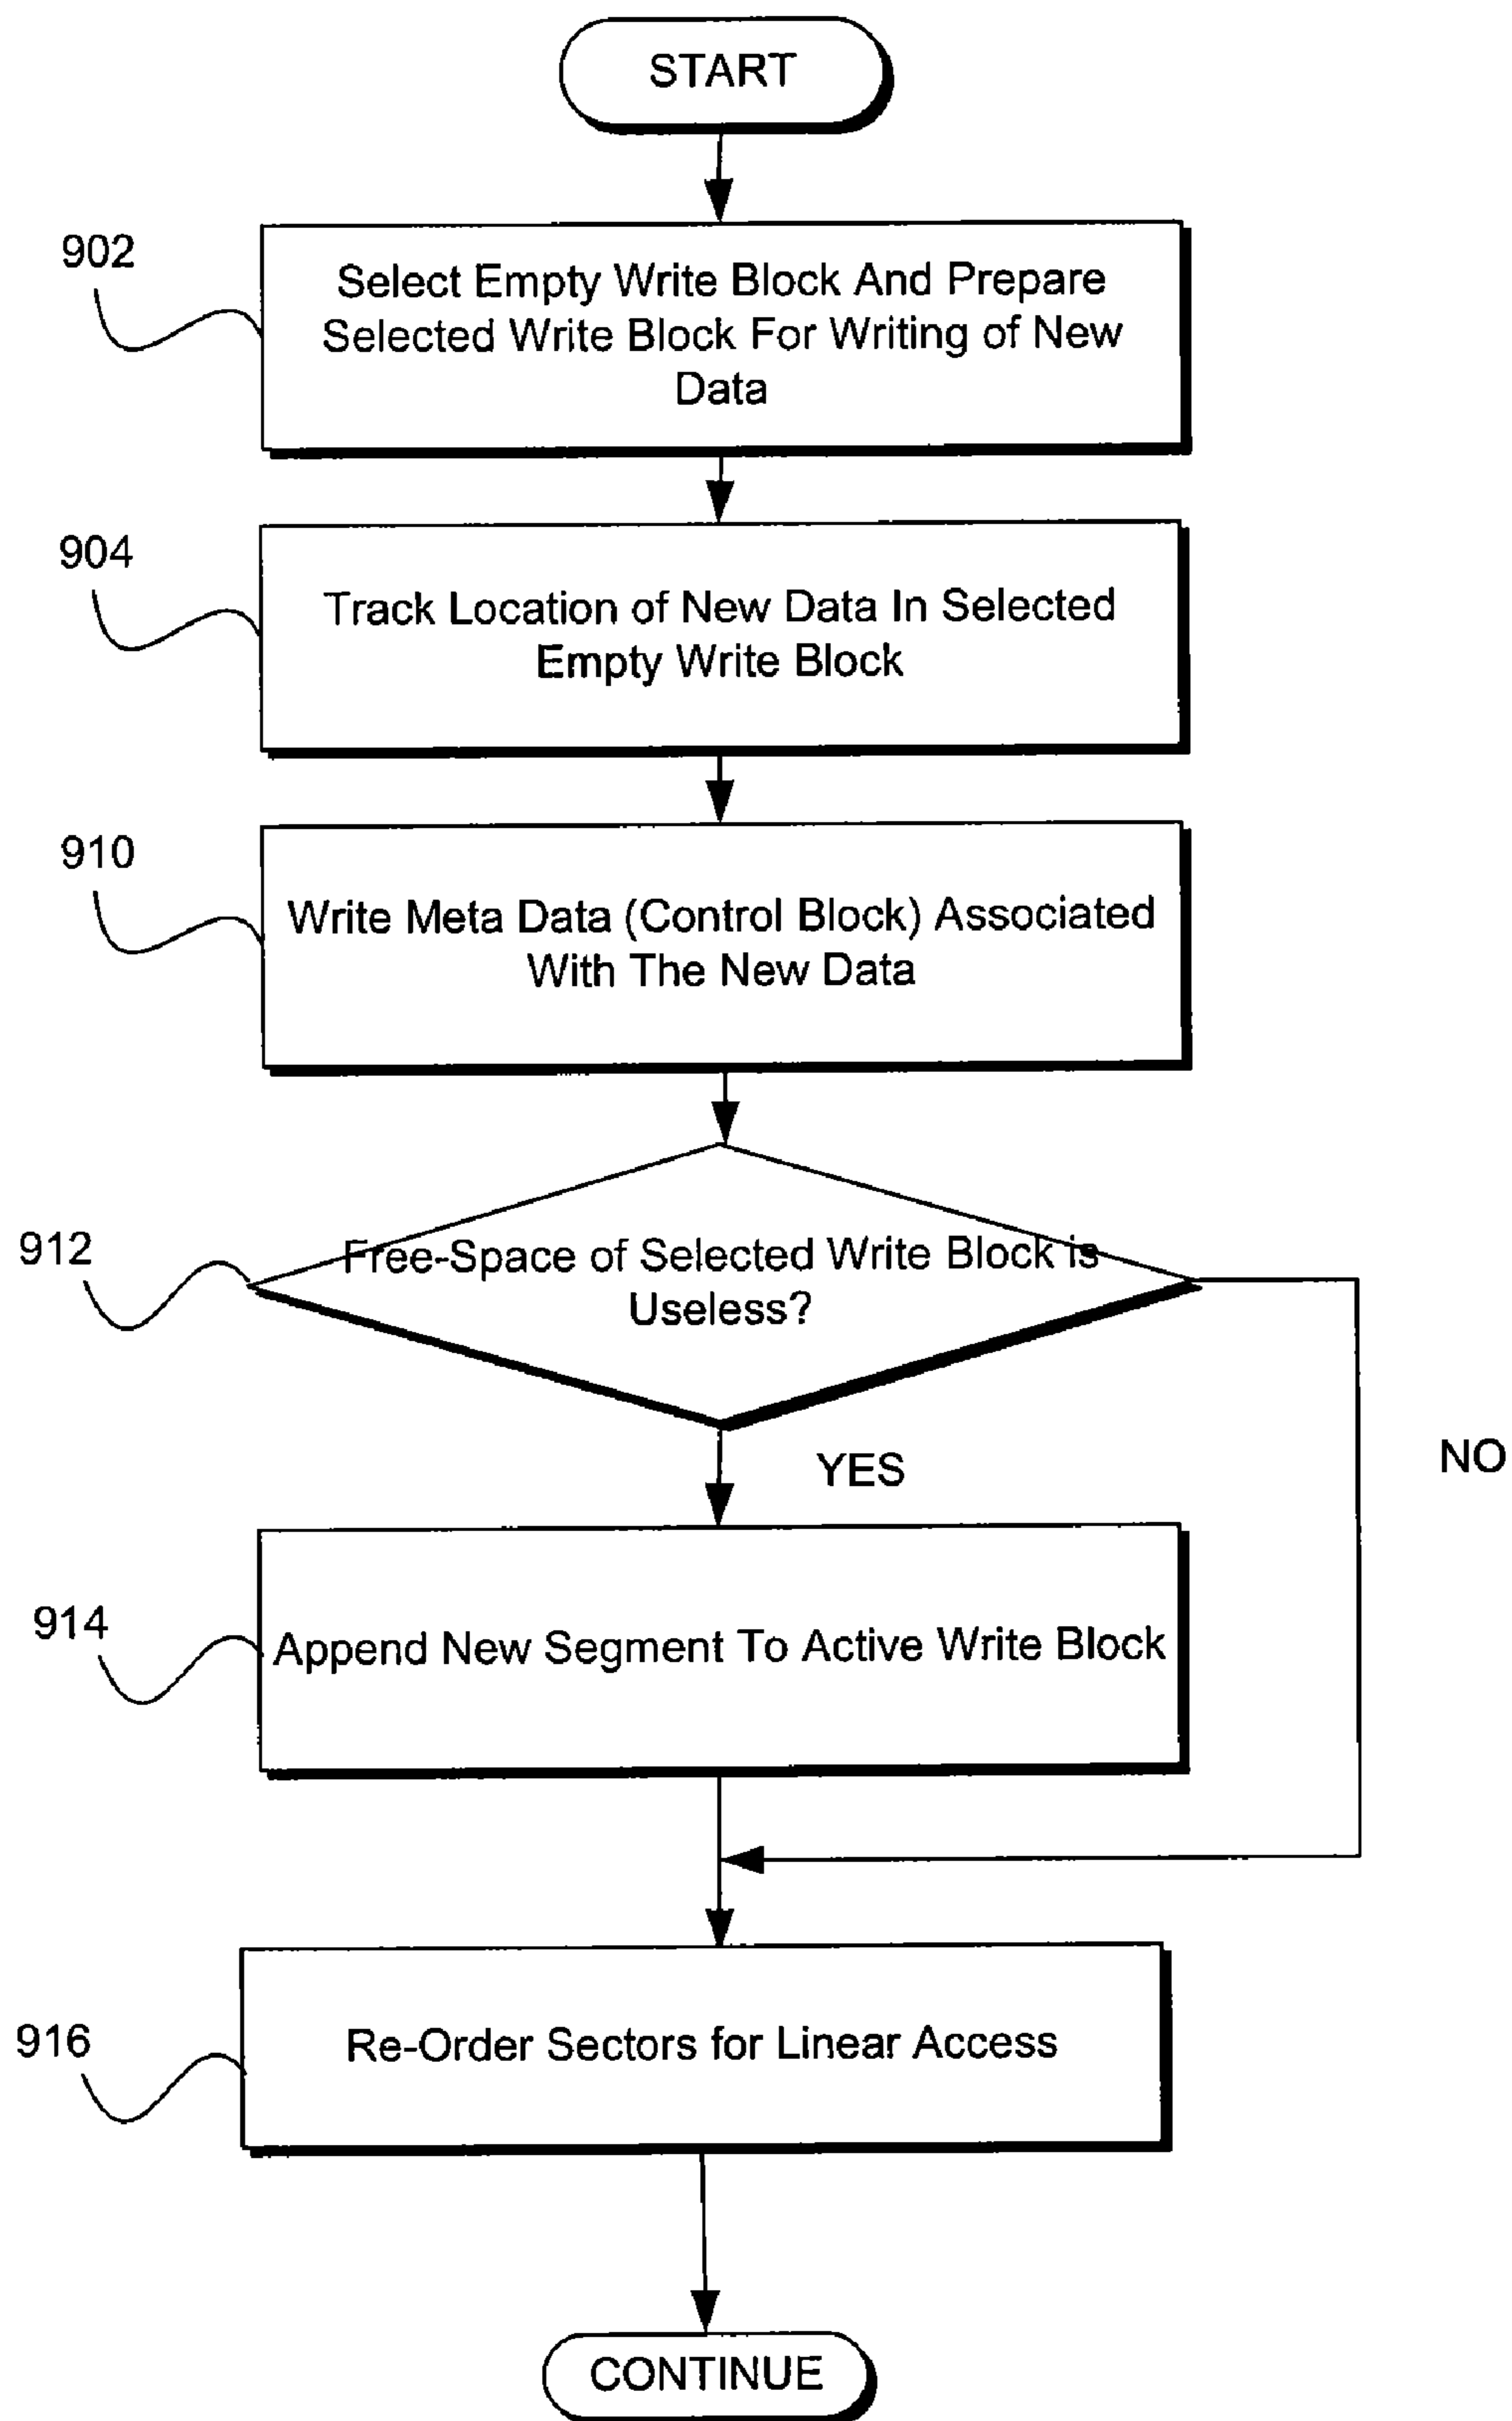 START
902
Select Empty Write Block And Prepare
Selected Write Block For Writing of New
Data
904
Track Location of New Data In Selected
Empty Write Block
910
Write Meta Data (Control Block) Associated
With The New Data
912
Free-Space of Selected Write Block is
Useless?
YES
NO
914
Append New Segment To Active Write Block
916
Re-Order Sectors for Linear Access
CONTINUE